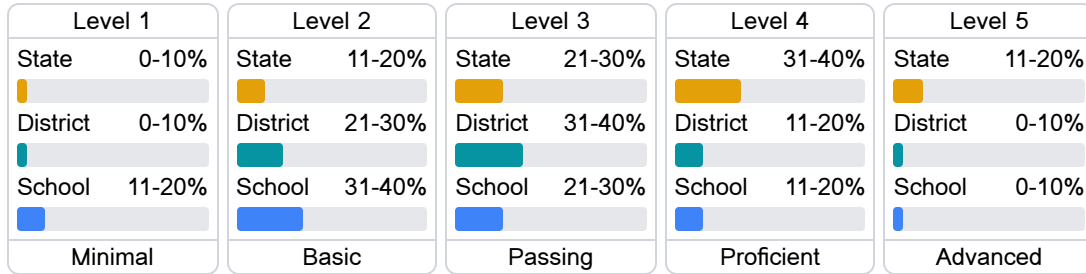 Level 1
State 0-10%
District 0-10%
School 11-20%
Minimal
Level 2
State 11-20%
District 21-30%
School 31-40%
Basic
Level 3
State 21-30%
District 31-40%
School 21-30%
Passing
Level 4
State 31-40%
District 11-20%
School 11-20%
Proficient
Level 5
State 11-20%
District 0-10%
School 0-10%
Advanced